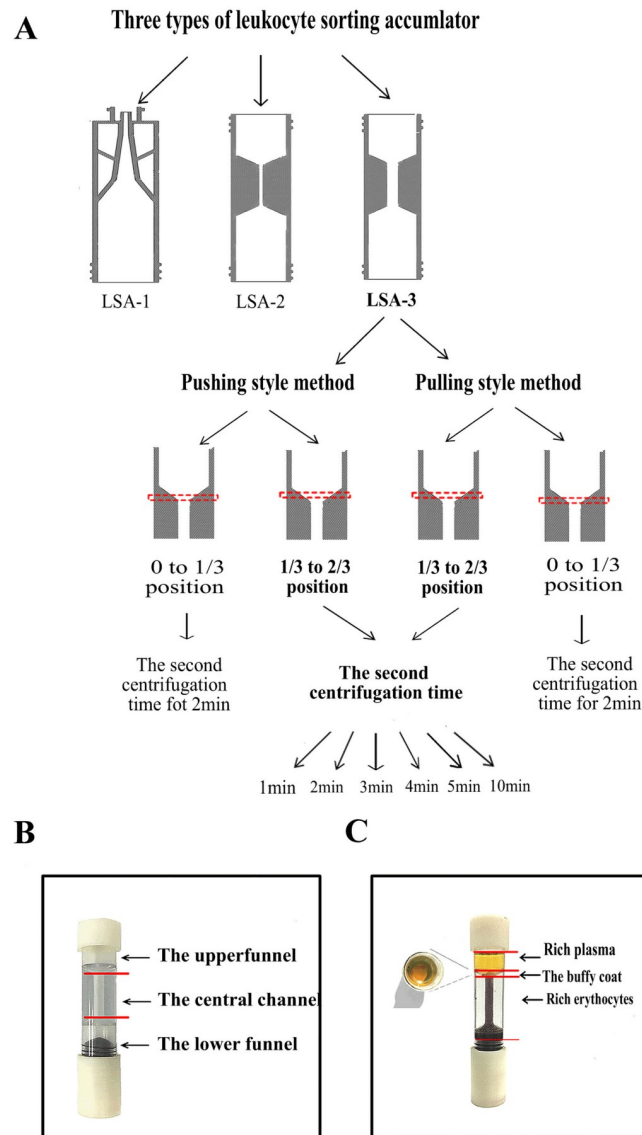 A
Three types of leukocyte sorting accumlator
LSA-1
LSA-2
LSA-3
Pushing style method
Pulling style method
0 to 1/3
position
1/3 to 2/3
position
1/3 to 2/3
position
0 to 1/3
position
The second
centrifugation
time fot 2min
The second
centrifugation time
The second
centrifugation
time for 2min
1min
2min
3min
4min
5min
10min
B
The upperfunnel
The central channel
The lower funnel
C
Rich plasma
The buffy coat
Rich erythocytes